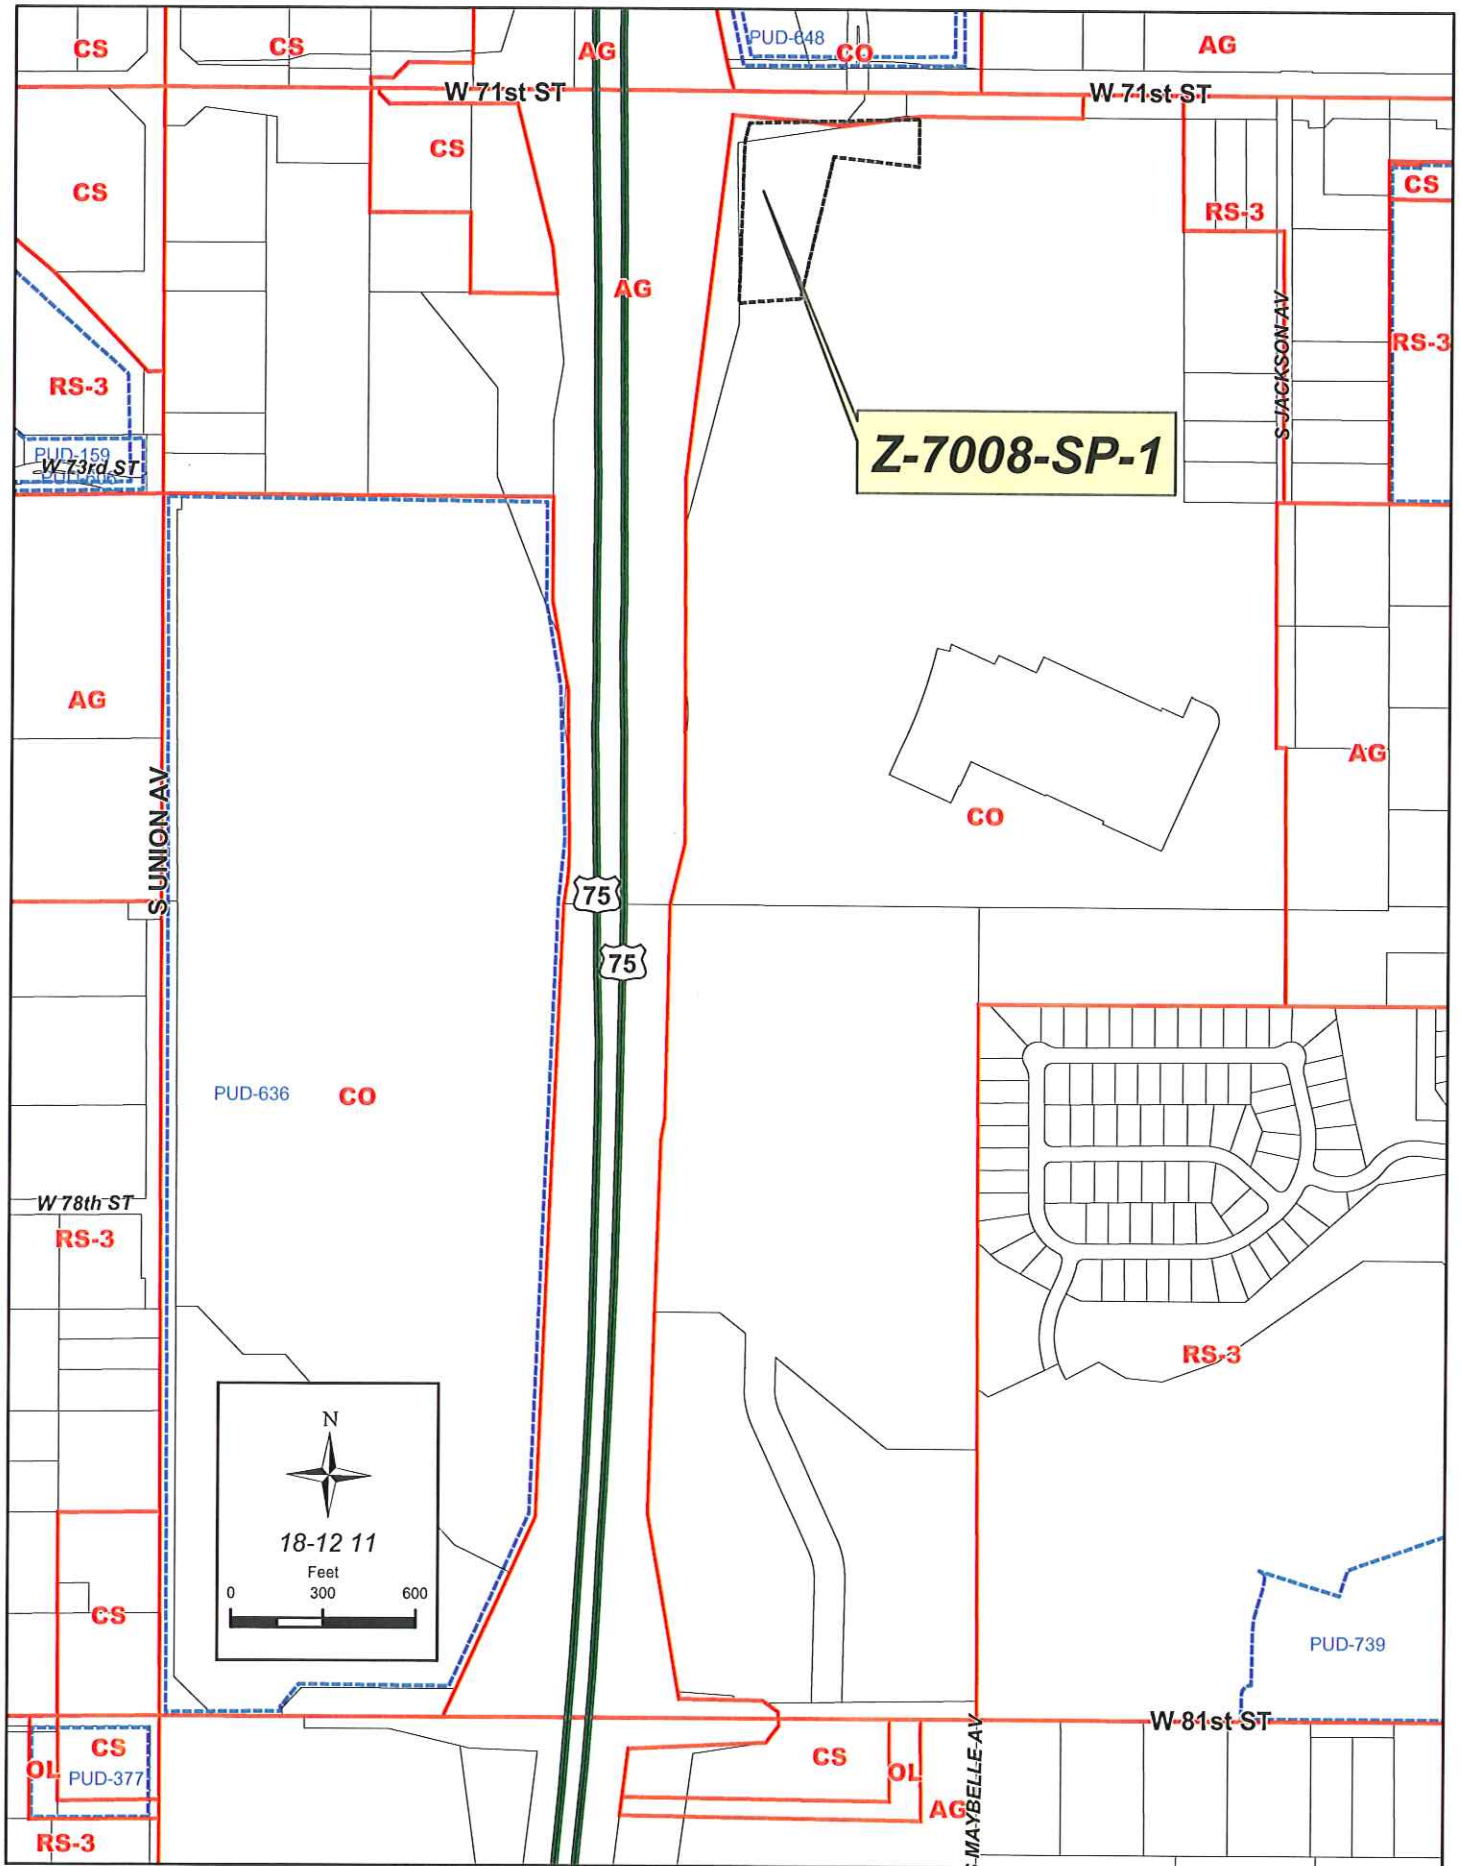 CS
CS
AG
PUD-648
CO
AG
W 71st ST
W 71st ST
CS
CS
CS
RS-3
AG
RS-3
S JACKSON AV
RS-3
Z-7008-SP-1
PUD-159
W 73rd ST
AG
S UNION AV
AG
CO
75
75
PUD-636
CO
W 78th ST
RS-3
RS-3
N
18-12 11
Feet
0 300 600
CS
PUD-739
W 81st ST
CS
OL
PUD-377
CS
OL
AG
MAYBELLE AV
RS-3